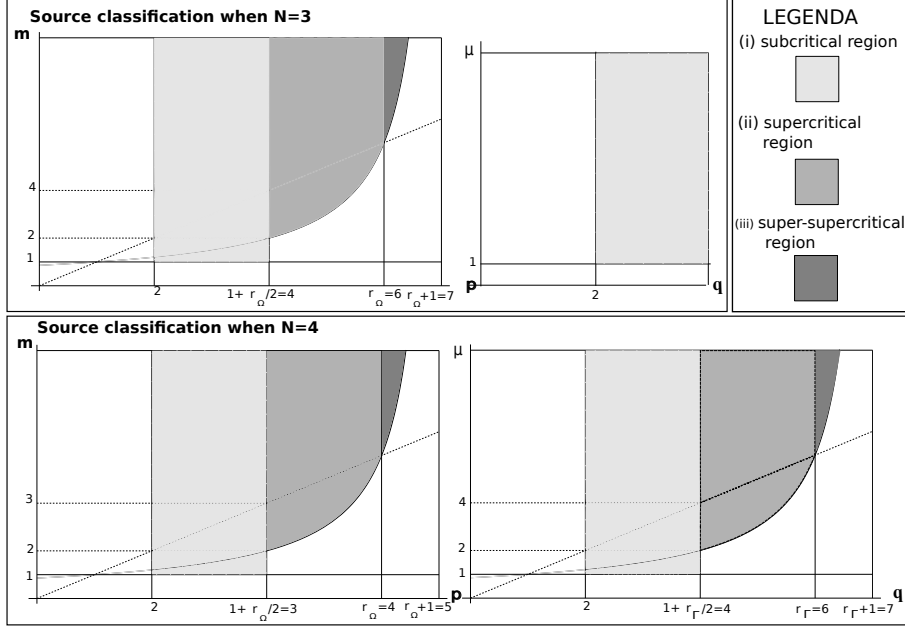 Source classification when N=3
m
4
2
1
2
1+ r_Ω/2=4
r_Ω=6
r_Ω+1=7
p
μ
1
2
q
LEGENDA
(i) subcritical region
(ii) supercritical
region
(iii) super-supercritical
region
Source classification when N=4
m
3
2
1
2
1+ r_Ω/2=3
r_Ω=4
r_Ω+1=5
p
μ
4
2
1
2
1+ r_Γ/2=4
r_Γ=6
r_Γ+1=7
q